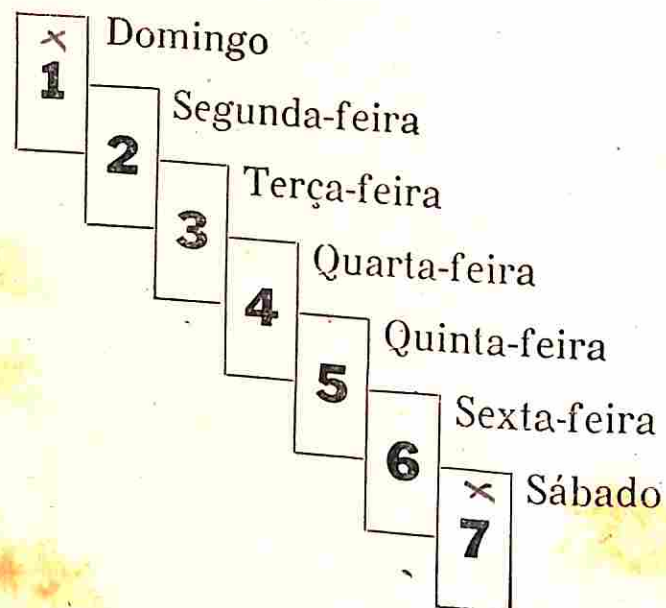 × Domingo
1
Segunda-feira
2
Terça-feira
3
Quarta-feira
4
Quinta-feira
5
Sexta-feira
6
× Sábado
7